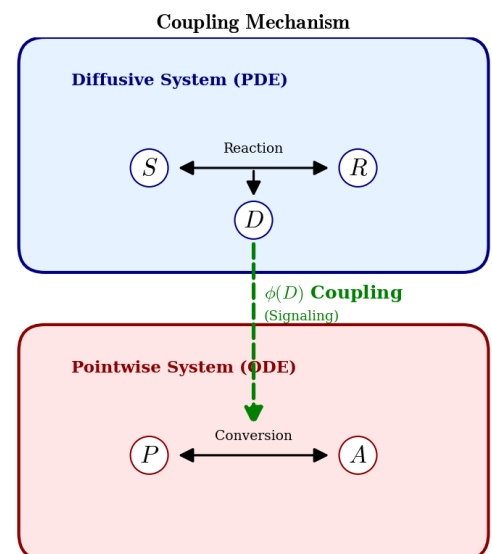 Coupling Mechanism
Diffusive System (PDE)
Reaction
S
R
D
ϕ(D) Coupling
(Signaling)
Pointwise System (ODE)
Conversion
P
A